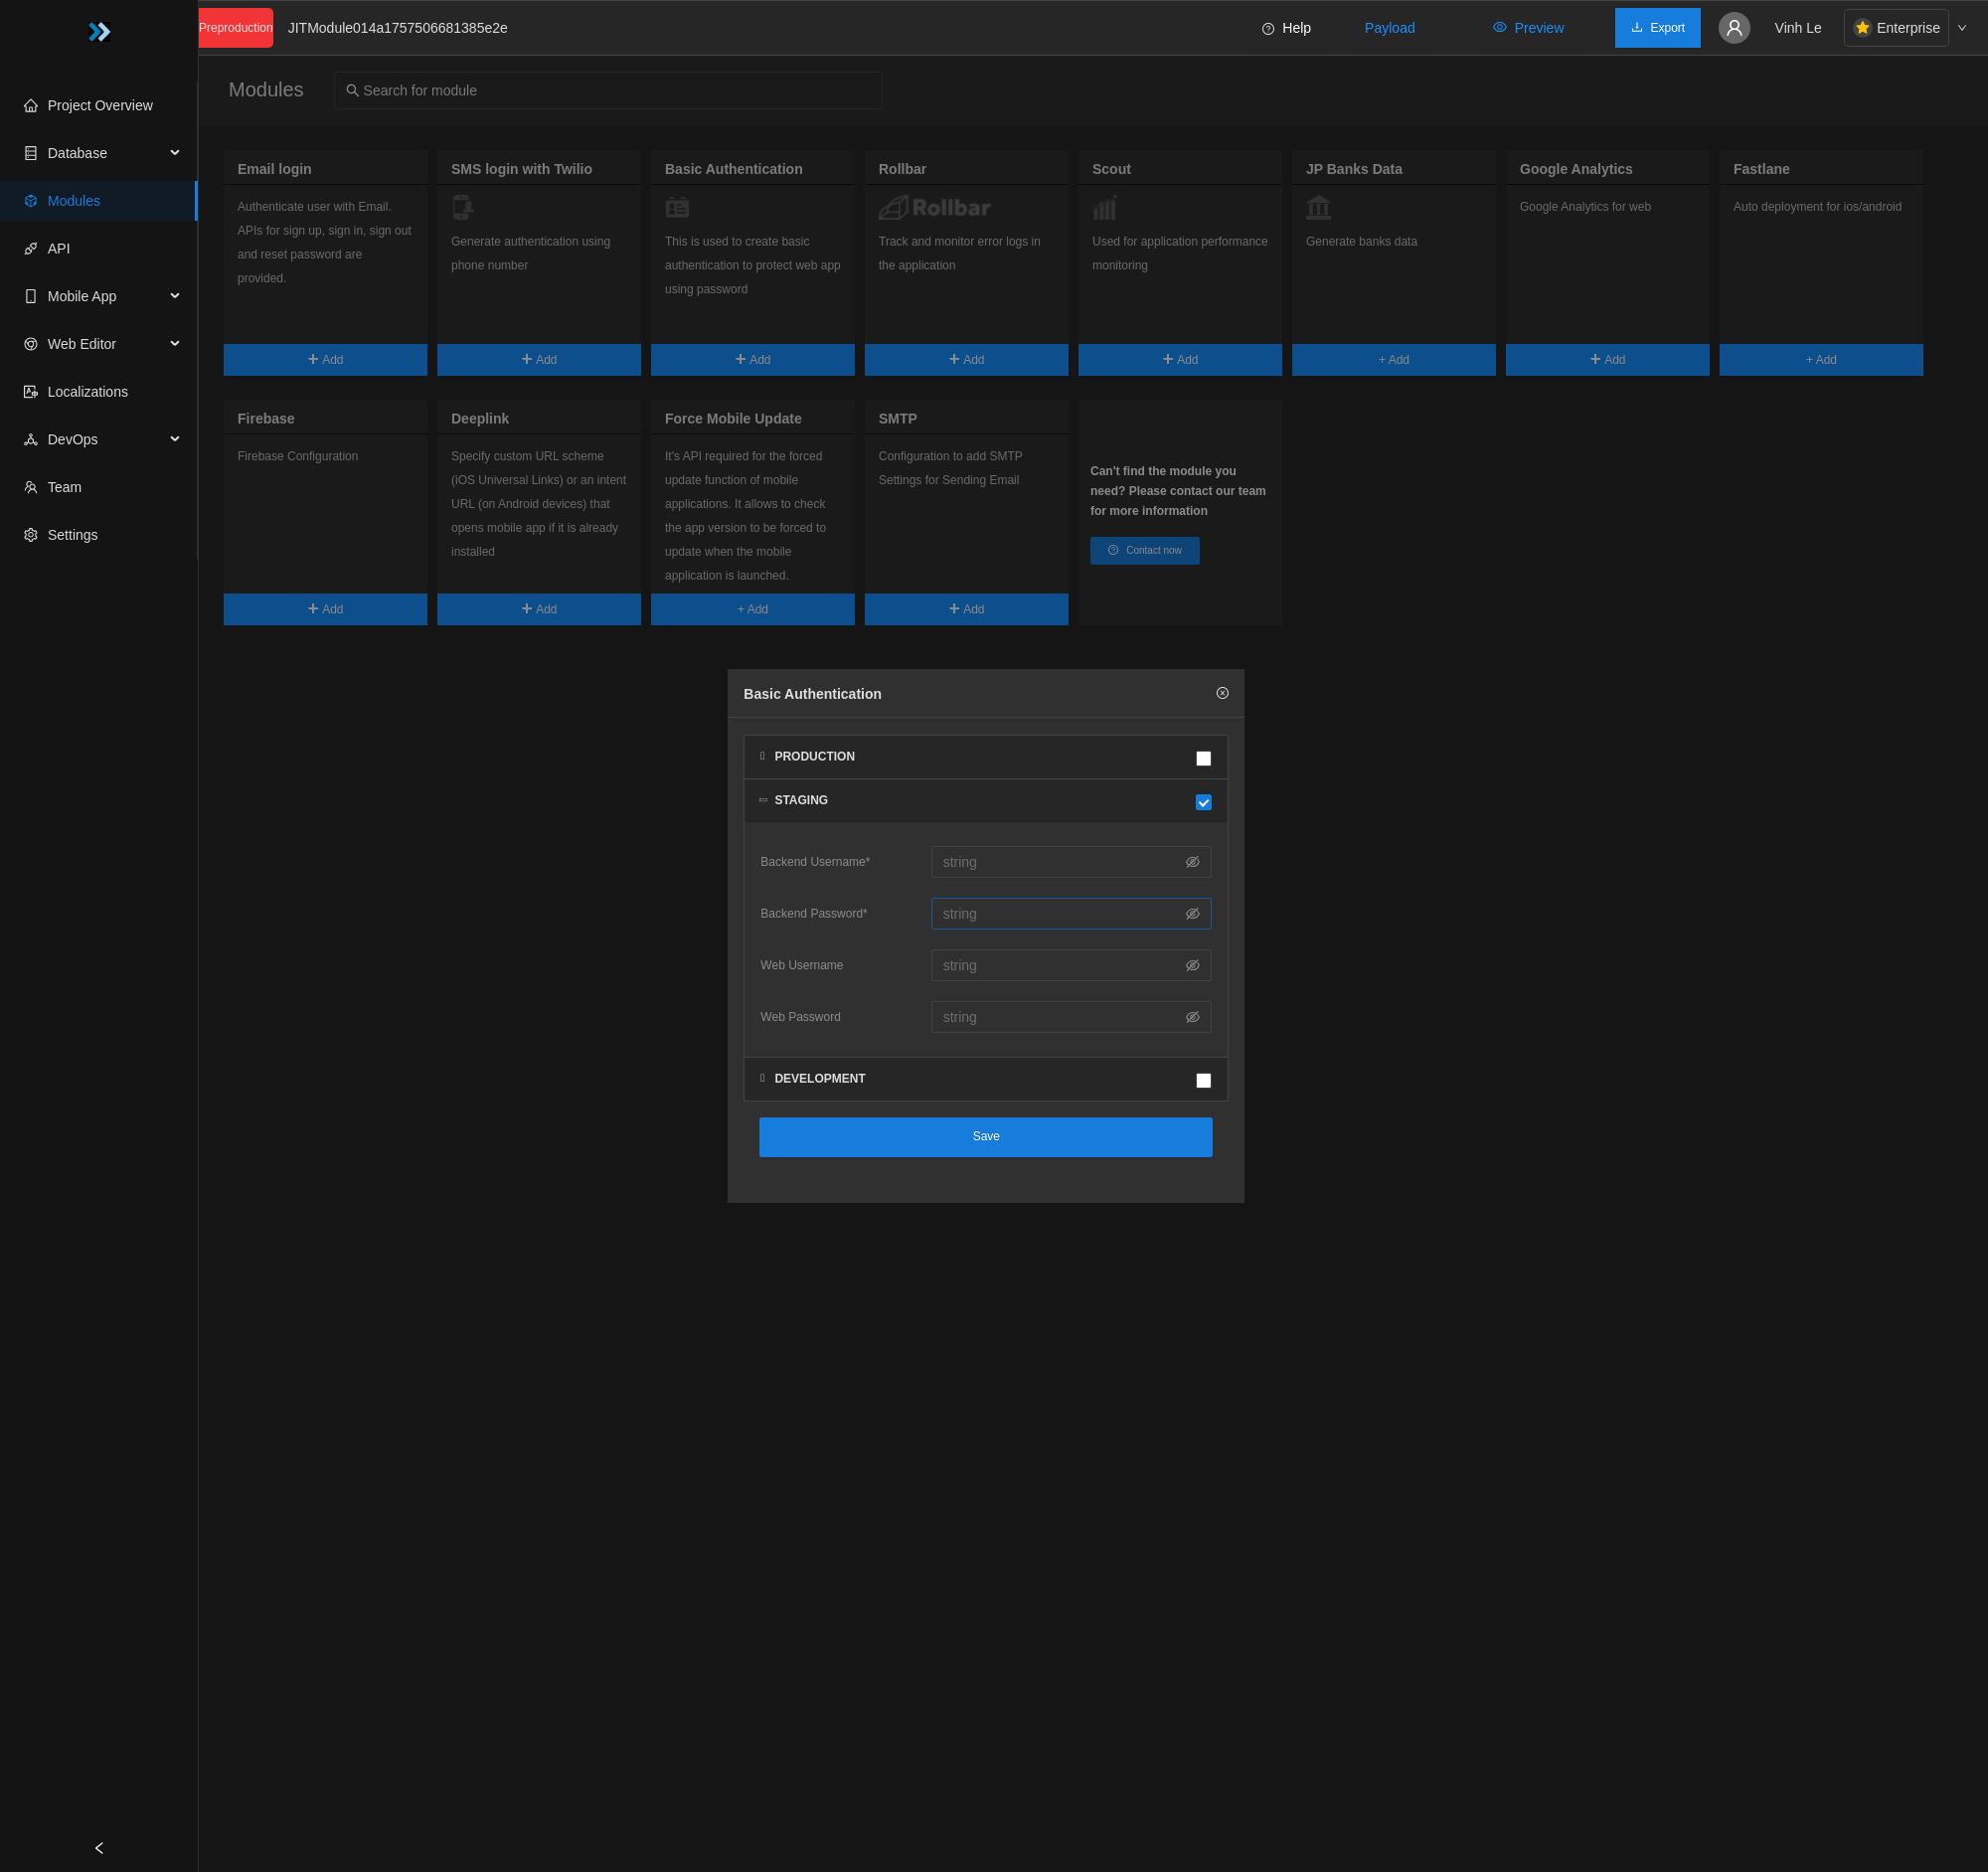 Preproduction
JITModule014a1757506681385e2e
Help
Payload
Preview
Export
Vinh Le
Enterprise
Project Overview
Database
Modules
API
Mobile App
Web Editor
Localizations
DevOps
Team
Settings
Modules
Search for module
Email login
Authenticate user with Email.
APIs for sign up, sign in, sign out
and reset password are
provided.
Add
SMS login with Twilio
Generate authentication using
phone number
Add
Basic Authentication
This is used to create basic
authentication to protect web app
using password
Add
Rollbar
Rollbar
Track and monitor error logs in
the application
Add
Scout
Used for application performance
monitoring
Add
JP Banks Data
Generate banks data
+ Add
Google Analytics
Google Analytics for web
Add
Fastlane
Auto deployment for ios/android
+ Add
Firebase
Firebase Configuration
Add
Deeplink
Specify custom URL scheme
(iOS Universal Links) or an intent
URL (on Android devices) that
opens mobile app if it is already
installed
Add
Force Mobile Update
It's API required for the forced
update function of mobile
applications. It allows to check
the app version to be forced to
update when the mobile
application is launched.
+ Add
SMTP
Configuration to add SMTP
Settings for Sending Email
Add
Can't find the module you
need? Please contact our team
for more information
Contact now
Basic Authentication
PRODUCTION
STAGING
Backend Username*
string
Backend Password*
string
Web Username
string
Web Password
string
DEVELOPMENT
Save